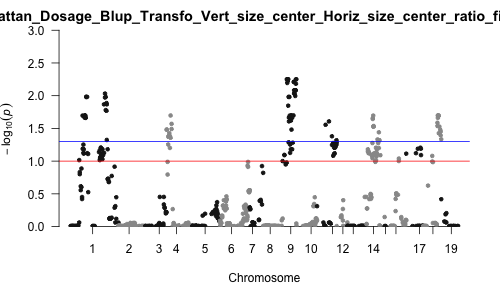 attan_Dosage_Blup_Transfo_Vert_size_center_Horiz_size_center_ratio_fi
3.0
2.5
2.0
1.5
1.0
0.5
0.0
− log10(p)
1 2 3 4 5 6 7 8 9 10 12 14 17 19
Chromosome